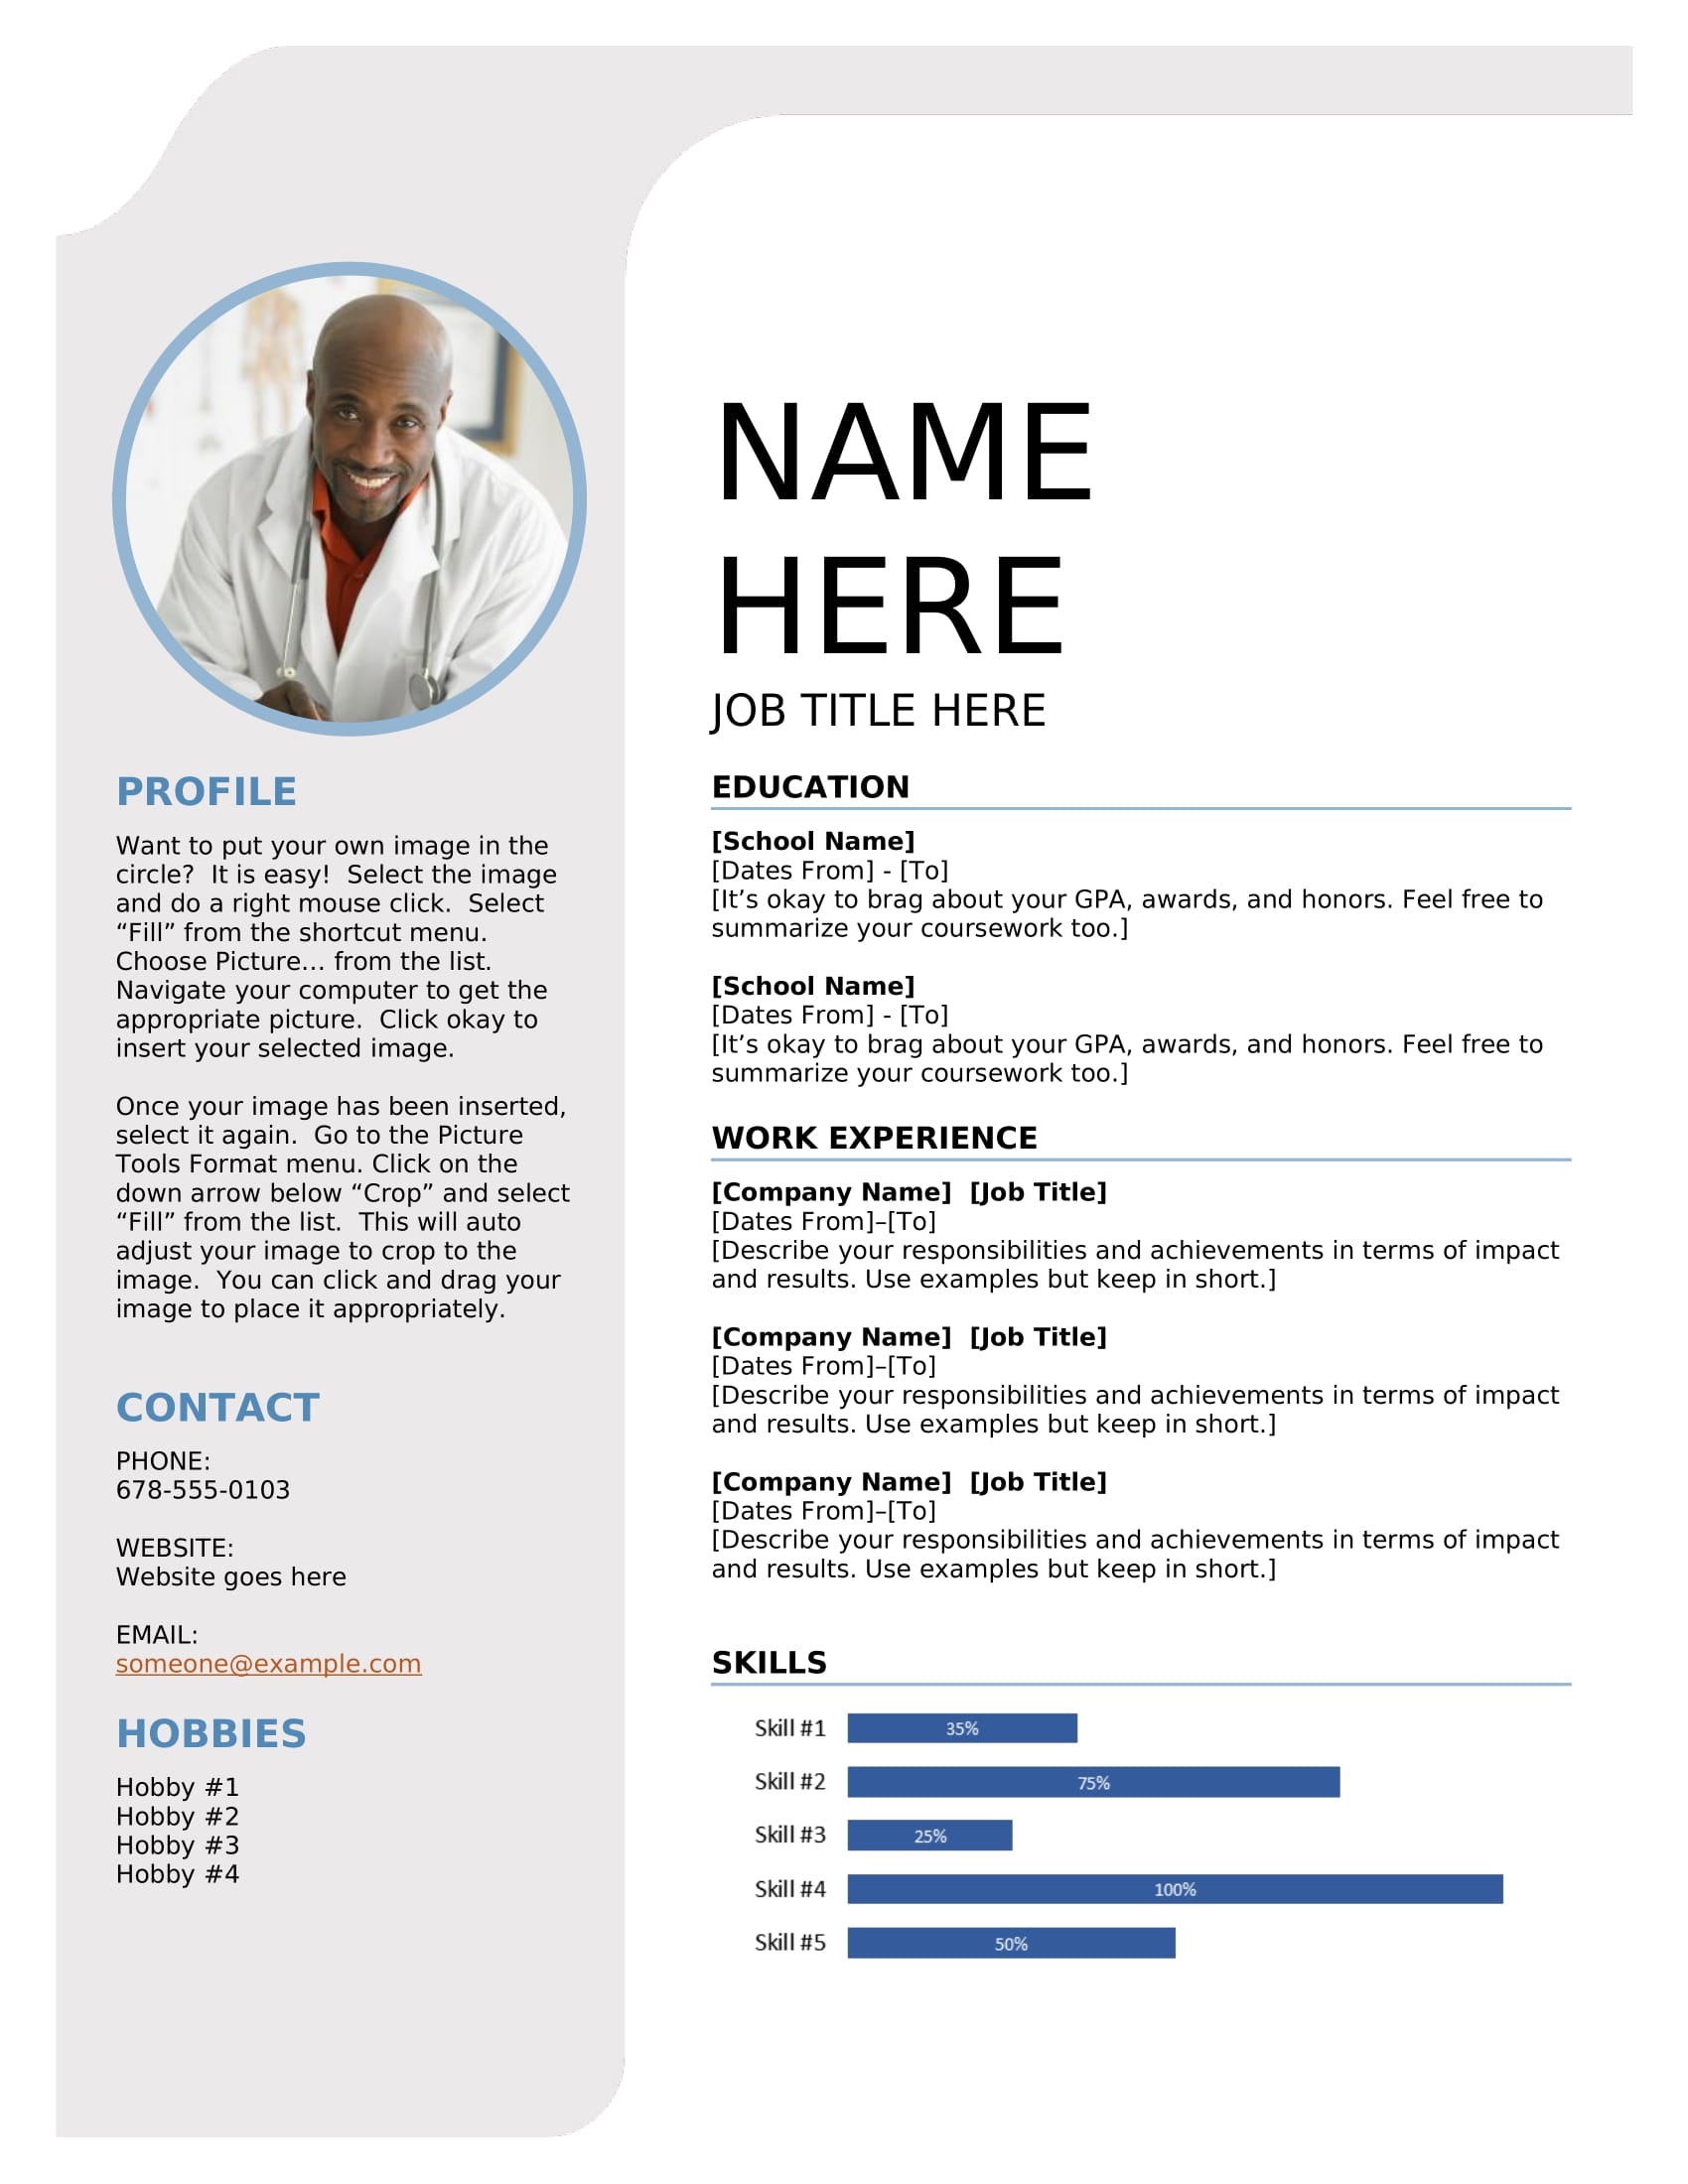 PROFILE
Want to put your own image in the
circle?  It is easy!  Select the image
and do a right mouse click.  Select
“Fill” from the shortcut menu.
Choose Picture… from the list.
Navigate your computer to get the
appropriate picture.  Click okay to
insert your selected image.
Once your image has been inserted,
select it again.  Go to the Picture
Tools Format menu. Click on the
down arrow below “Crop” and select
“Fill” from the list.  This will auto
adjust your image to crop to the
image.  You can click and drag your
image to place it appropriately.
CONTACT
PHONE:
678-555-0103
WEBSITE:
Website goes here
EMAIL:
someone@example.com
HOBBIES
Hobby #1
Hobby #2
Hobby #3
Hobby #4
NAME
HERE
JOB TITLE HERE
EDUCATION
[School Name]
[Dates From] - [To]
[It’s okay to brag about your GPA, awards, and honors. Feel free to
summarize your coursework too.]
[School Name]
[Dates From] - [To]
[It’s okay to brag about your GPA, awards, and honors. Feel free to
summarize your coursework too.]
WORK EXPERIENCE
[Company Name]  [Job Title]
[Dates From]–[To]
[Describe your responsibilities and achievements in terms of impact
and results. Use examples but keep in short.]
[Company Name]  [Job Title]
[Dates From]–[To]
[Describe your responsibilities and achievements in terms of impact
and results. Use examples but keep in short.]
[Company Name]  [Job Title]
[Dates From]–[To]
[Describe your responsibilities and achievements in terms of impact
and results. Use examples but keep in short.]
SKILLS
Skill #1 35%
Skill #2 75%
Skill #3 25%
Skill #4 100%
Skill #5 50%